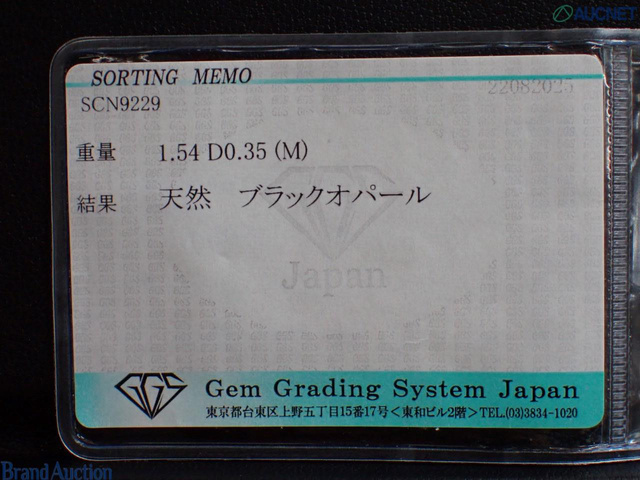 AUCNET
SORTING MEMO
SCN9229
22082025
重量 1.54 D0.35 (M)
結果 天然 ブラックオパール
Japan
GGS Gem Grading System Japan
東京都台東区上野五丁目15番17号<東和ビル2階>TEL.(03)3834-1020
Brand Auction